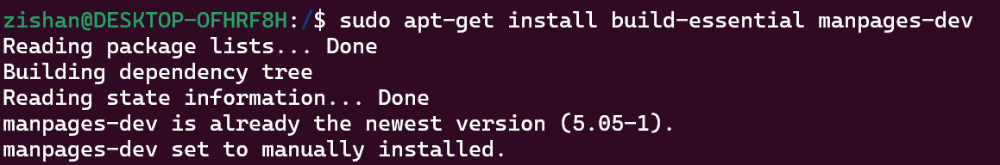 zishan@DESKTOP-OFHRF8H:/$ sudo apt-get install build-essential manpages-dev
Reading package lists... Done
Building dependency tree
Reading state information... Done
manpages-dev is already the newest version (5.05-1).
manpages-dev set to manually installed.